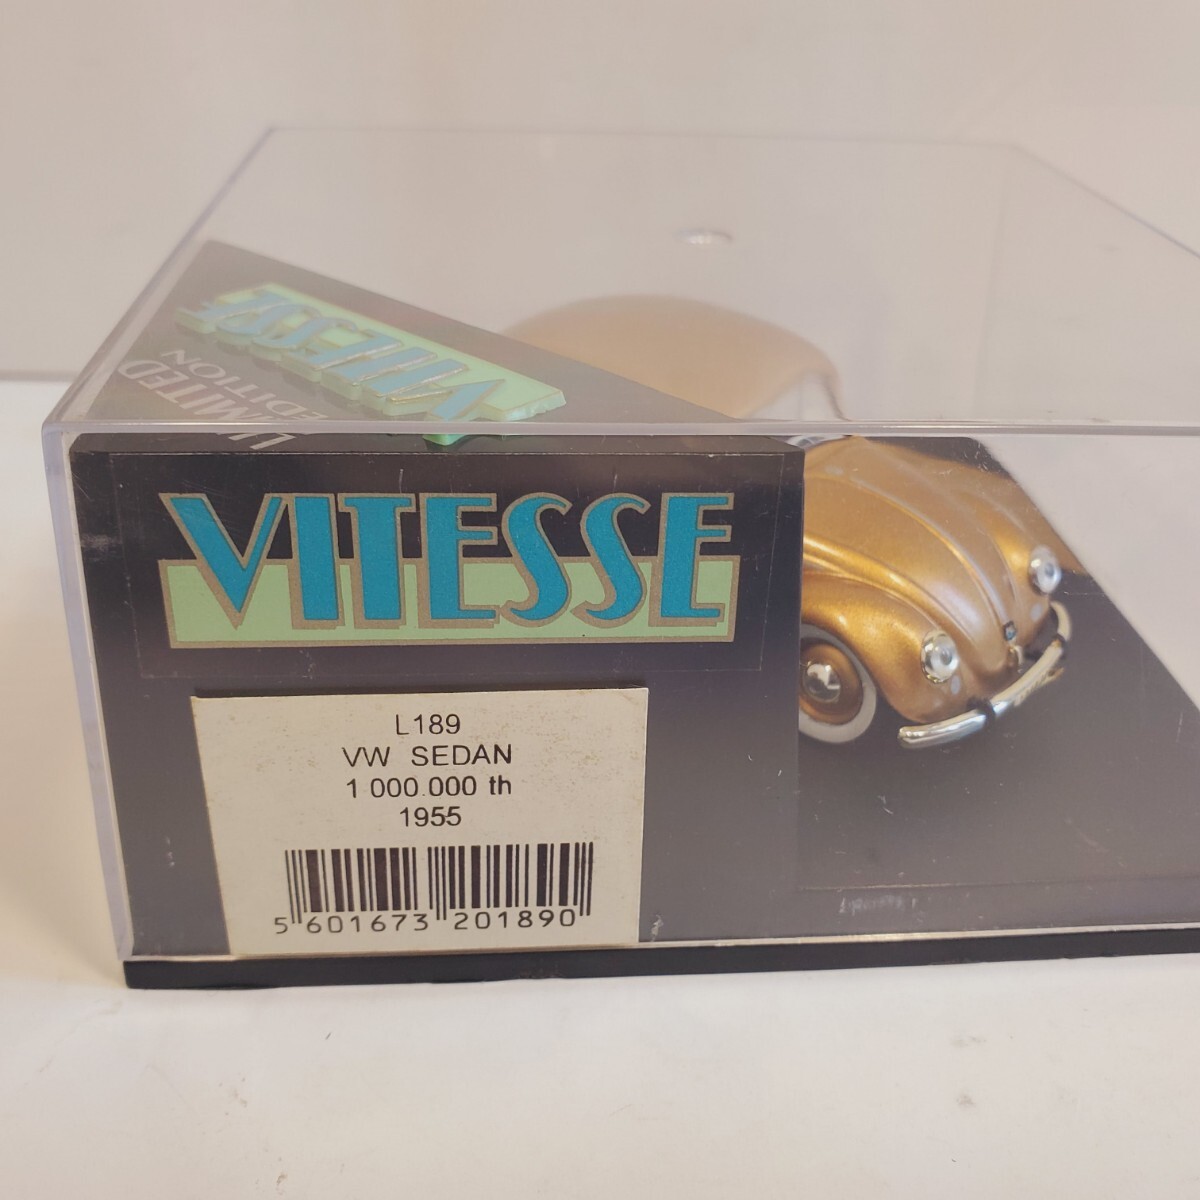 VITESSE
LIMITED
EDITION
VITESSE
L189
VW SEDAN
1 000.000 th
1955
5 601673 201890